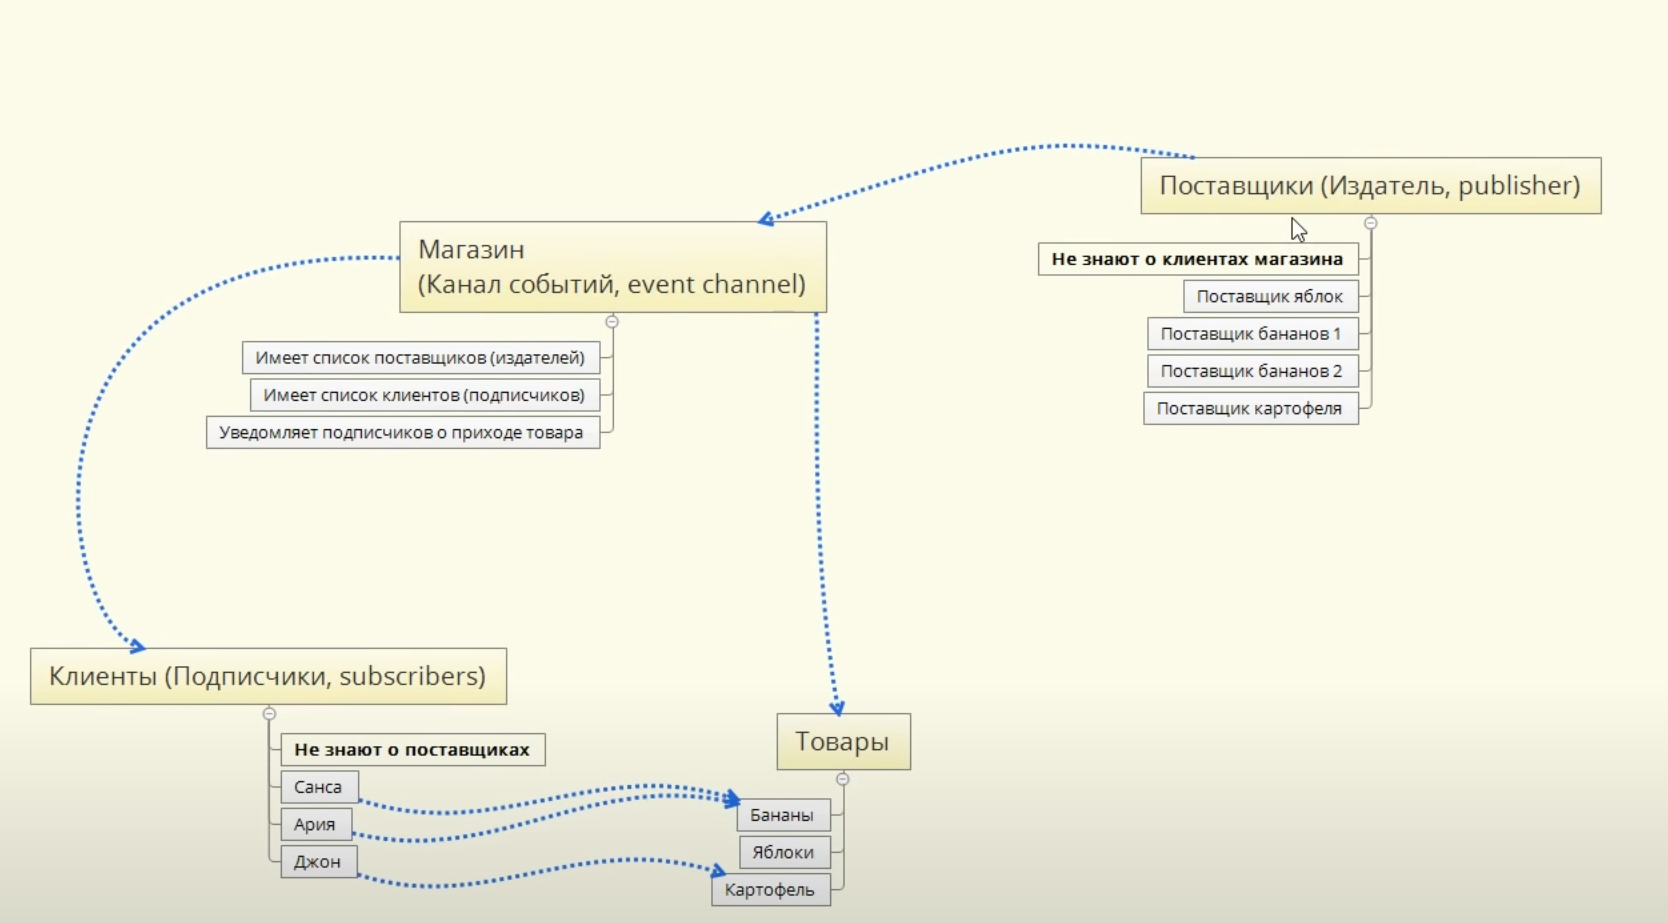 Поставщики (Издатель, publisher)
Не знают о клиентах магазина
Поставщик яблок
Поставщик бананов 1
Поставщик бананов 2
Поставщик картофеля
Магазин
(Канал событий, event channel)
Имеет список поставщиков (издателей)
Имеет список клиентов (подписчиков)
Уведомляет подписчиков о приходе товара
Клиенты (Подписчики, subscribers)
Не знают о поставщиках
Санса
Ария
Джон
Товары
Бананы
Яблоки
Картофель